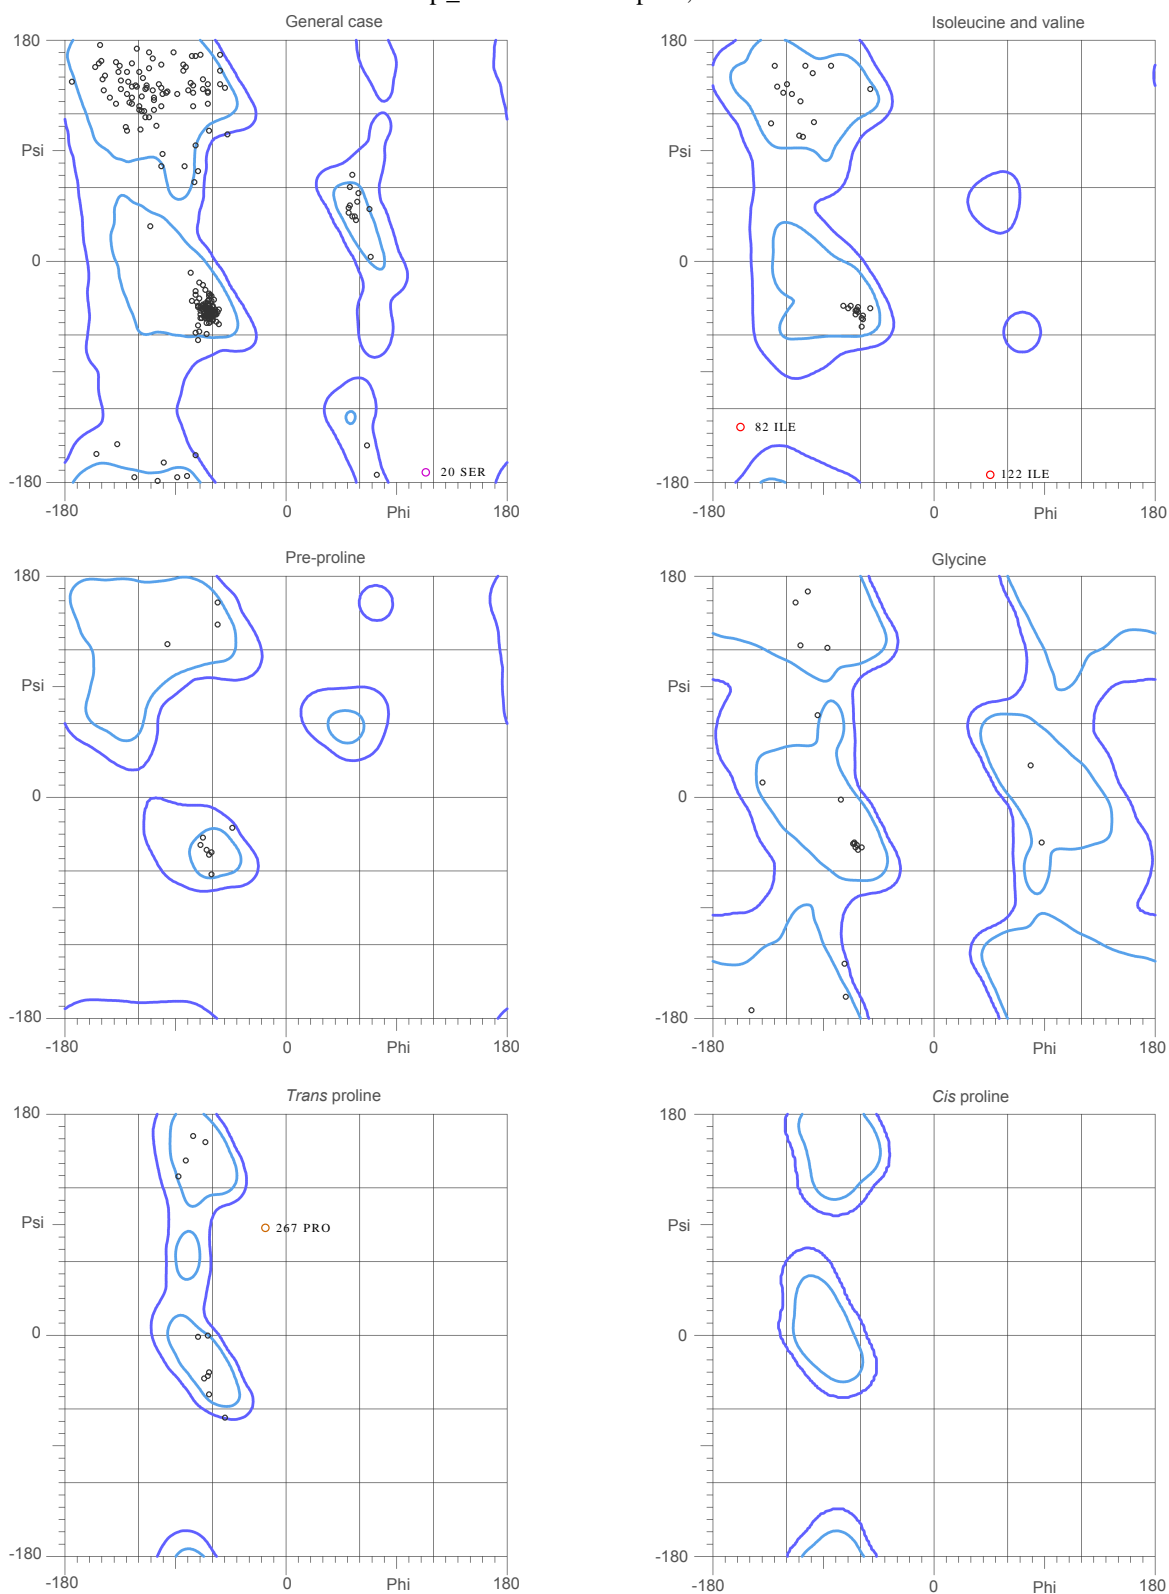 General case
Isoleucine and valine
180
180
Psi
Psi
0
0
82 ILE
20 SER
122 ILE
-180
-180
-180
0
Phi
180
-180
0
Phi
180
Pre-proline
Glycine
180
180
Psi
Psi
0
0
-180
-180
-180
0
Phi
180
-180
0
Phi
180
Trans proline
Cis proline
180
180
Psi
267 PRO
Psi
0
0
-180
-180
-180
0
Phi
180
-180
0
Phi
180